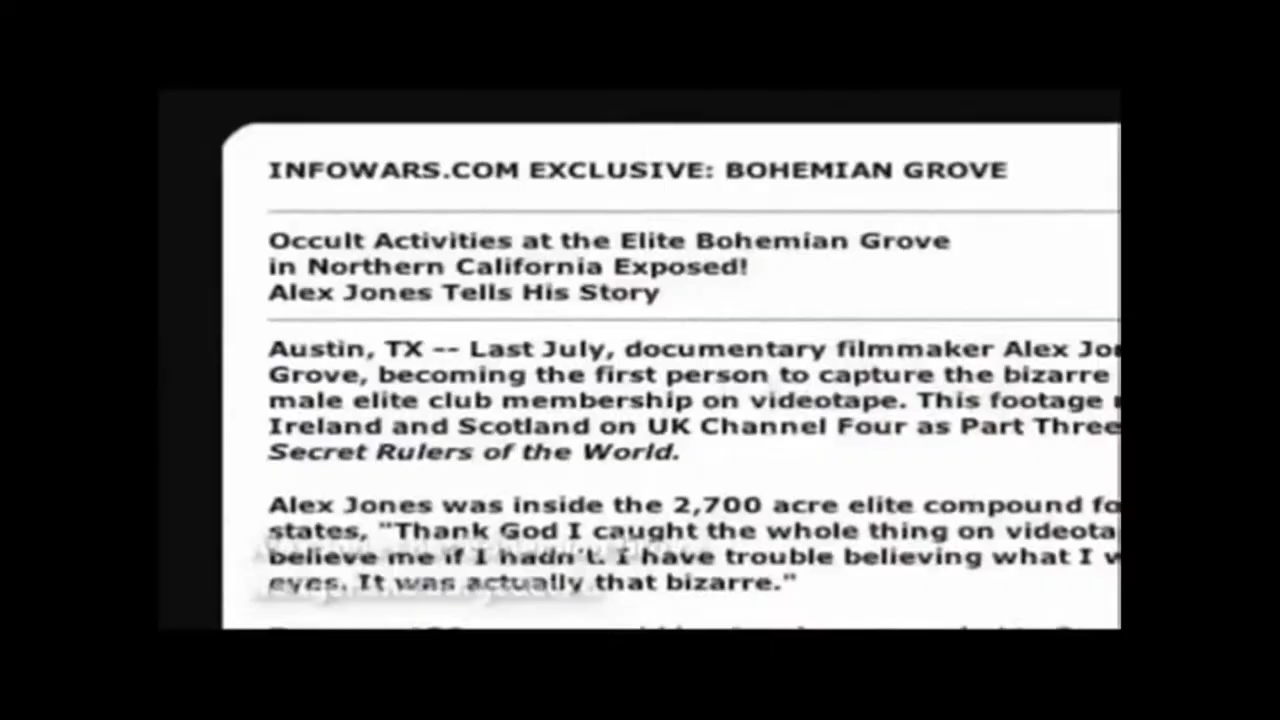 INFOWARS.COM EXCLUSIVE: BOHEMIAN GROVE
Occult Activities at the Elite Bohemian Grove
in Northern California Exposed!
Alex Jones Tells His Story
Austin, TX -- Last July, documentary filmmaker Alex
Grove, becoming the first person to capture the bizarre
male elite club membership on videotape. This footage
Ireland and Scotland on UK Channel Four as Part Three
Secret Rulers of the World.
Alex Jones was inside the 2,700 acre elite compound
states, "Thank God I caught the whole thing on
believe me if I hadn't. I have trouble believing what I
eyes. It was actually that bizarre."